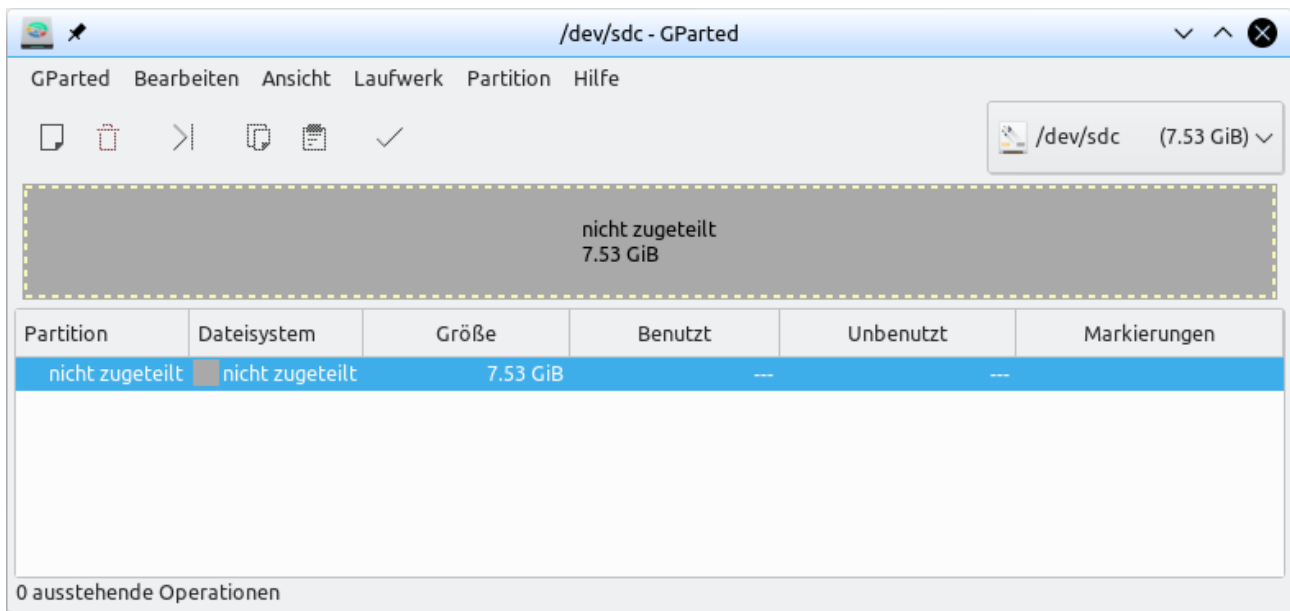 /dev/sdc - GParted
GParted Bearbeiten Ansicht Laufwerk Partition Hilfe
/dev/sdc (7.53 GiB)
nicht zugeteilt
7.53 GiB
Partition Dateisystem Größe Benutzt Unbenutzt Markierungen
nicht zugeteilt nicht zugeteilt 7.53 GiB --- ---
0 ausstehende Operationen